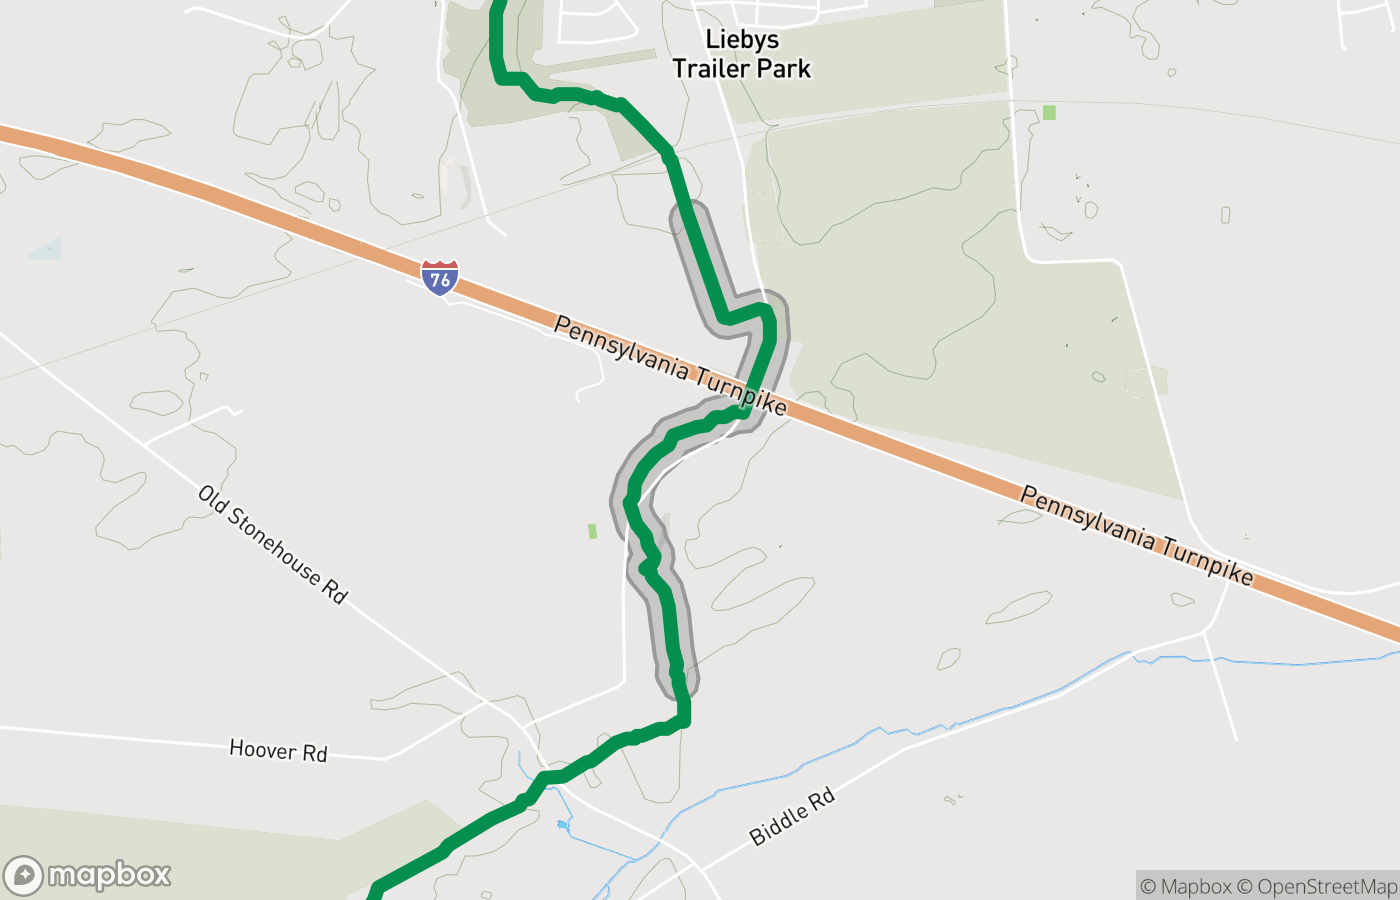 Liebys
Trailer Park
76
Pennsylvania Turnpike
Pennsylvania Turnpike
Old Stonehouse Rd
Hoover Rd
Biddle Rd
mapbox
© Mapbox © OpenStreetMap